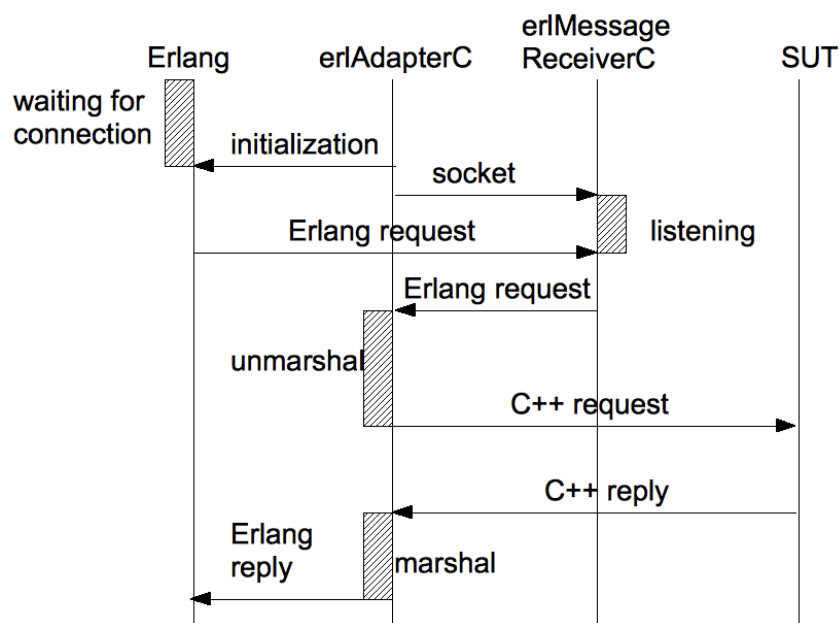 erlMessage
Erlang erlAdapterC ReceiverC SUT
waiting for
connection
initialization
socket
Erlang request
listening
Erlang request
unmarshal
C++ request
C++ reply
Erlang
reply
marshal